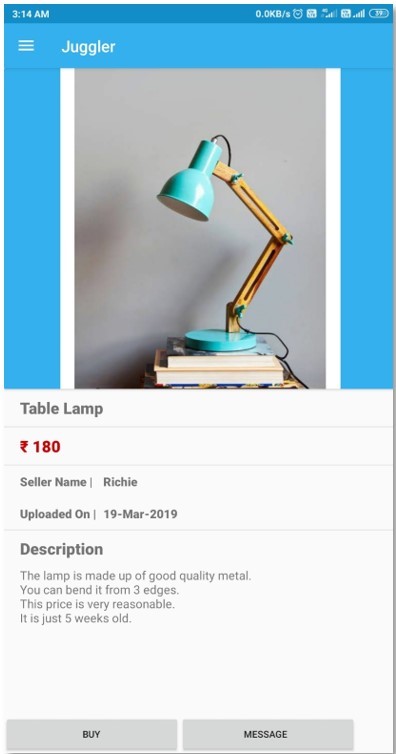 3:14 AM 0.0KB/s 39
Juggler
Table Lamp
₹ 180
Seller Name | Richie
Uploaded On | 19-Mar-2019
Description
The lamp is made up of good quality metal.
You can bend it from 3 edges.
This price is very reasonable.
It is just 5 weeks old.
BUY MESSAGE